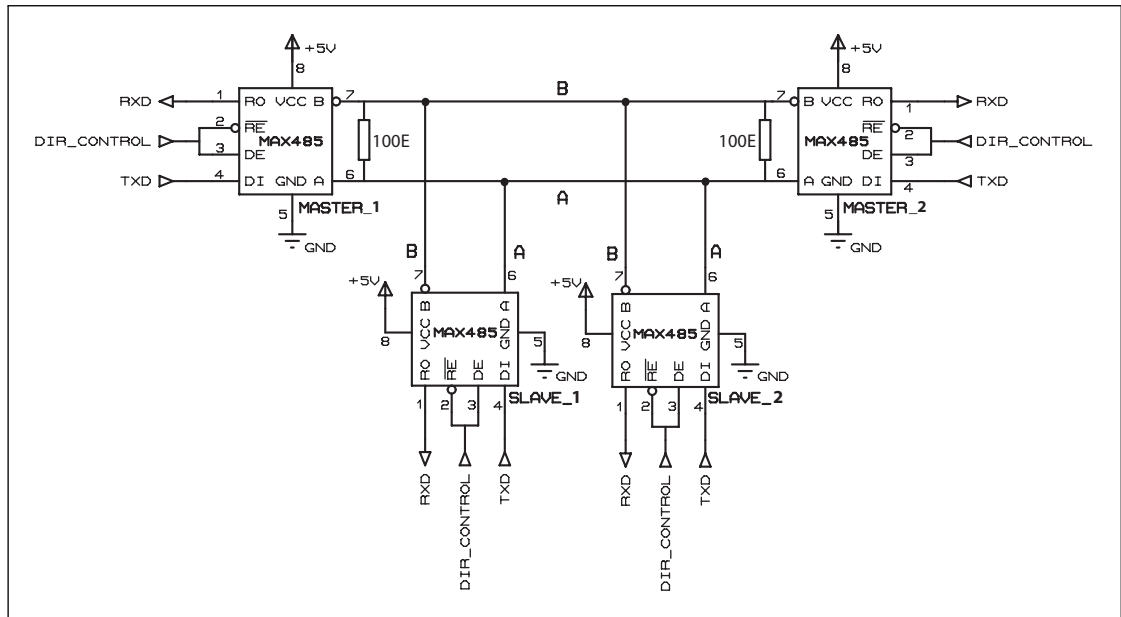 +5V +5V
8 8
RXD 1 RO VCC B 7 B 7 B VCC RO 1 RXD
2 RE RE 2
DIR_CONTROL MAX485 100E 100E MAX485 DIR_CONTROL
3 DE DE 3
TXD 4 DI GND A 6 6 A GND DI 4 TXD
A
5 MASTER_1 5 MASTER_2
GND GND
B A B A
7 6 7 6
+5V +5V
B A B A
VCC MAX485 GND VCC MAX485 GND
8 5 8 5
GND GND
RO RE DE DI RO RE DE DI
SLAVE_1 SLAVE_2
1 2 3 4 1 2 3 4
RXD DIR_CONTROL TXD RXD DIR_CONTROL TXD